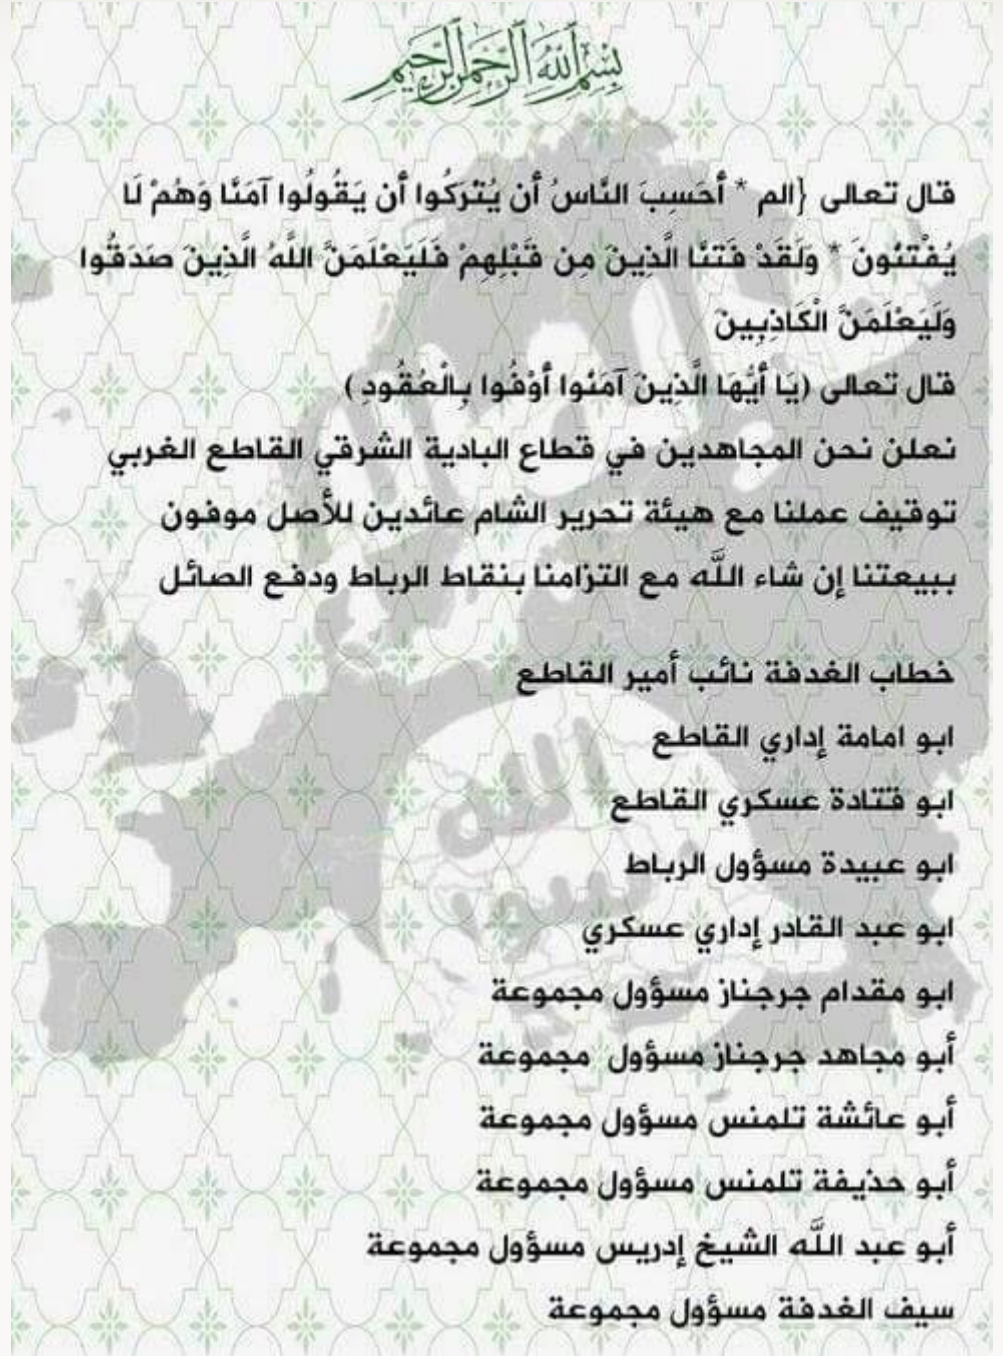 بسم الله الرحمن الرحيم
قال تعالى {الم * أَحَسِبَ النَّاسُ أَن يُتْرَكُوا أَن يَقُولُوا آمَنَّا وَهُمْ لَا
يُفْتَنُونَ * وَلَقَدْ فَتَنَّا الَّذِينَ مِن قَبْلِهِمْ فَلَيَعْلَمَنَّ اللَّهُ الَّذِينَ صَدَقُوا
وَلَيَعْلَمَنَّ الْكَاذِبِينَ
قال تعالى (يَا أَيُّهَا الَّذِينَ آمَنُوا أَوْفُوا بِالْعُقُودِ )
نعلن نحن المجاهدين في قطاع البادية الشرقي القاطع الغربي
توقيف عملنا مع هيئة تحرير الشام عائدين للأصل موفون
ببيعتنا إن شاء اللَّه مع التزامنا بنقاط الرباط ودفع الصائل
خطاب الغدفة نائب أمير القاطع
ابو امامة إداري القاطع
ابو قتادة عسكري القاطع
ابو عبيدة مسؤول الرباط
ابو عبد القادر إداري عسكري
ابو مقدام جرجناز مسؤول مجموعة
أبو مجاهد جرجناز مسؤول مجموعة
أبو عائشة تلمنس مسؤول مجموعة
أبو حذيفة تلمنس مسؤول مجموعة
أبو عبد اللَّه الشيخ إدريس مسؤول مجموعة
سيف الغدفة مسؤول مجموعة